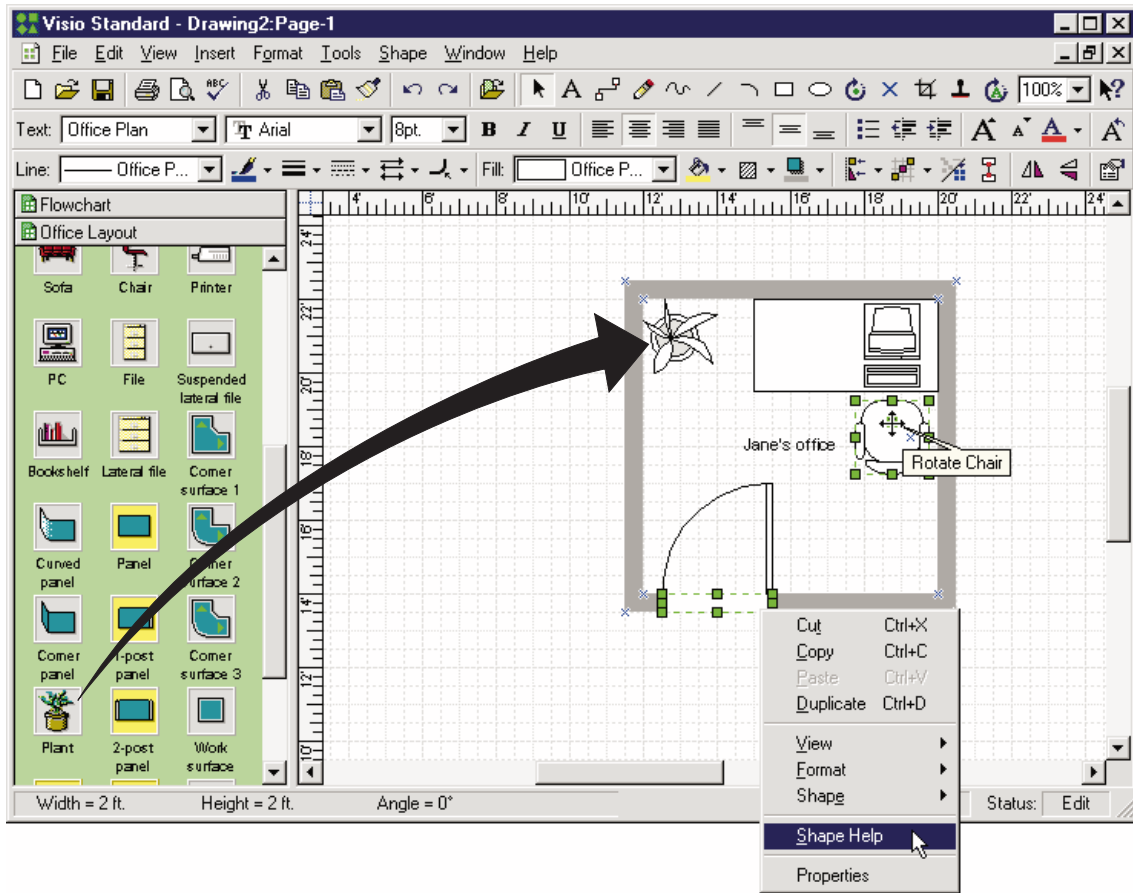 Visio Standard - Drawing2:Page-1
File Edit View Insert Format Tools Shape Window Help
ABC 100%
Text: Office Plan Arial 8pt. B I U A A A A
Line: Office P... Fill: Office P...
Flowchart
Office Layout
4' 6' 8' 10' 12' 14' 16' 18' 20' 22' 24'
24'
22'
20'
18'
16'
14'
12'
10'
Sofa Chair Printer
PC File Suspended
lateral file
Bookshelf Lateral file Corner
surface 1
Curved
panel
Panel
Corner
surface 2
Corner
panel
1-post
panel
Corner
surface 3
Plant 2-post
panel
Work
surface
Jane's office
Rotate Chair
Cut Ctrl+X
Copy Ctrl+C
Paste Ctrl+V
Duplicate Ctrl+D
View
Format
Shape
Shape Help
Properties
Width = 2 ft. Height = 2 ft. Angle = 0° Status: Edit